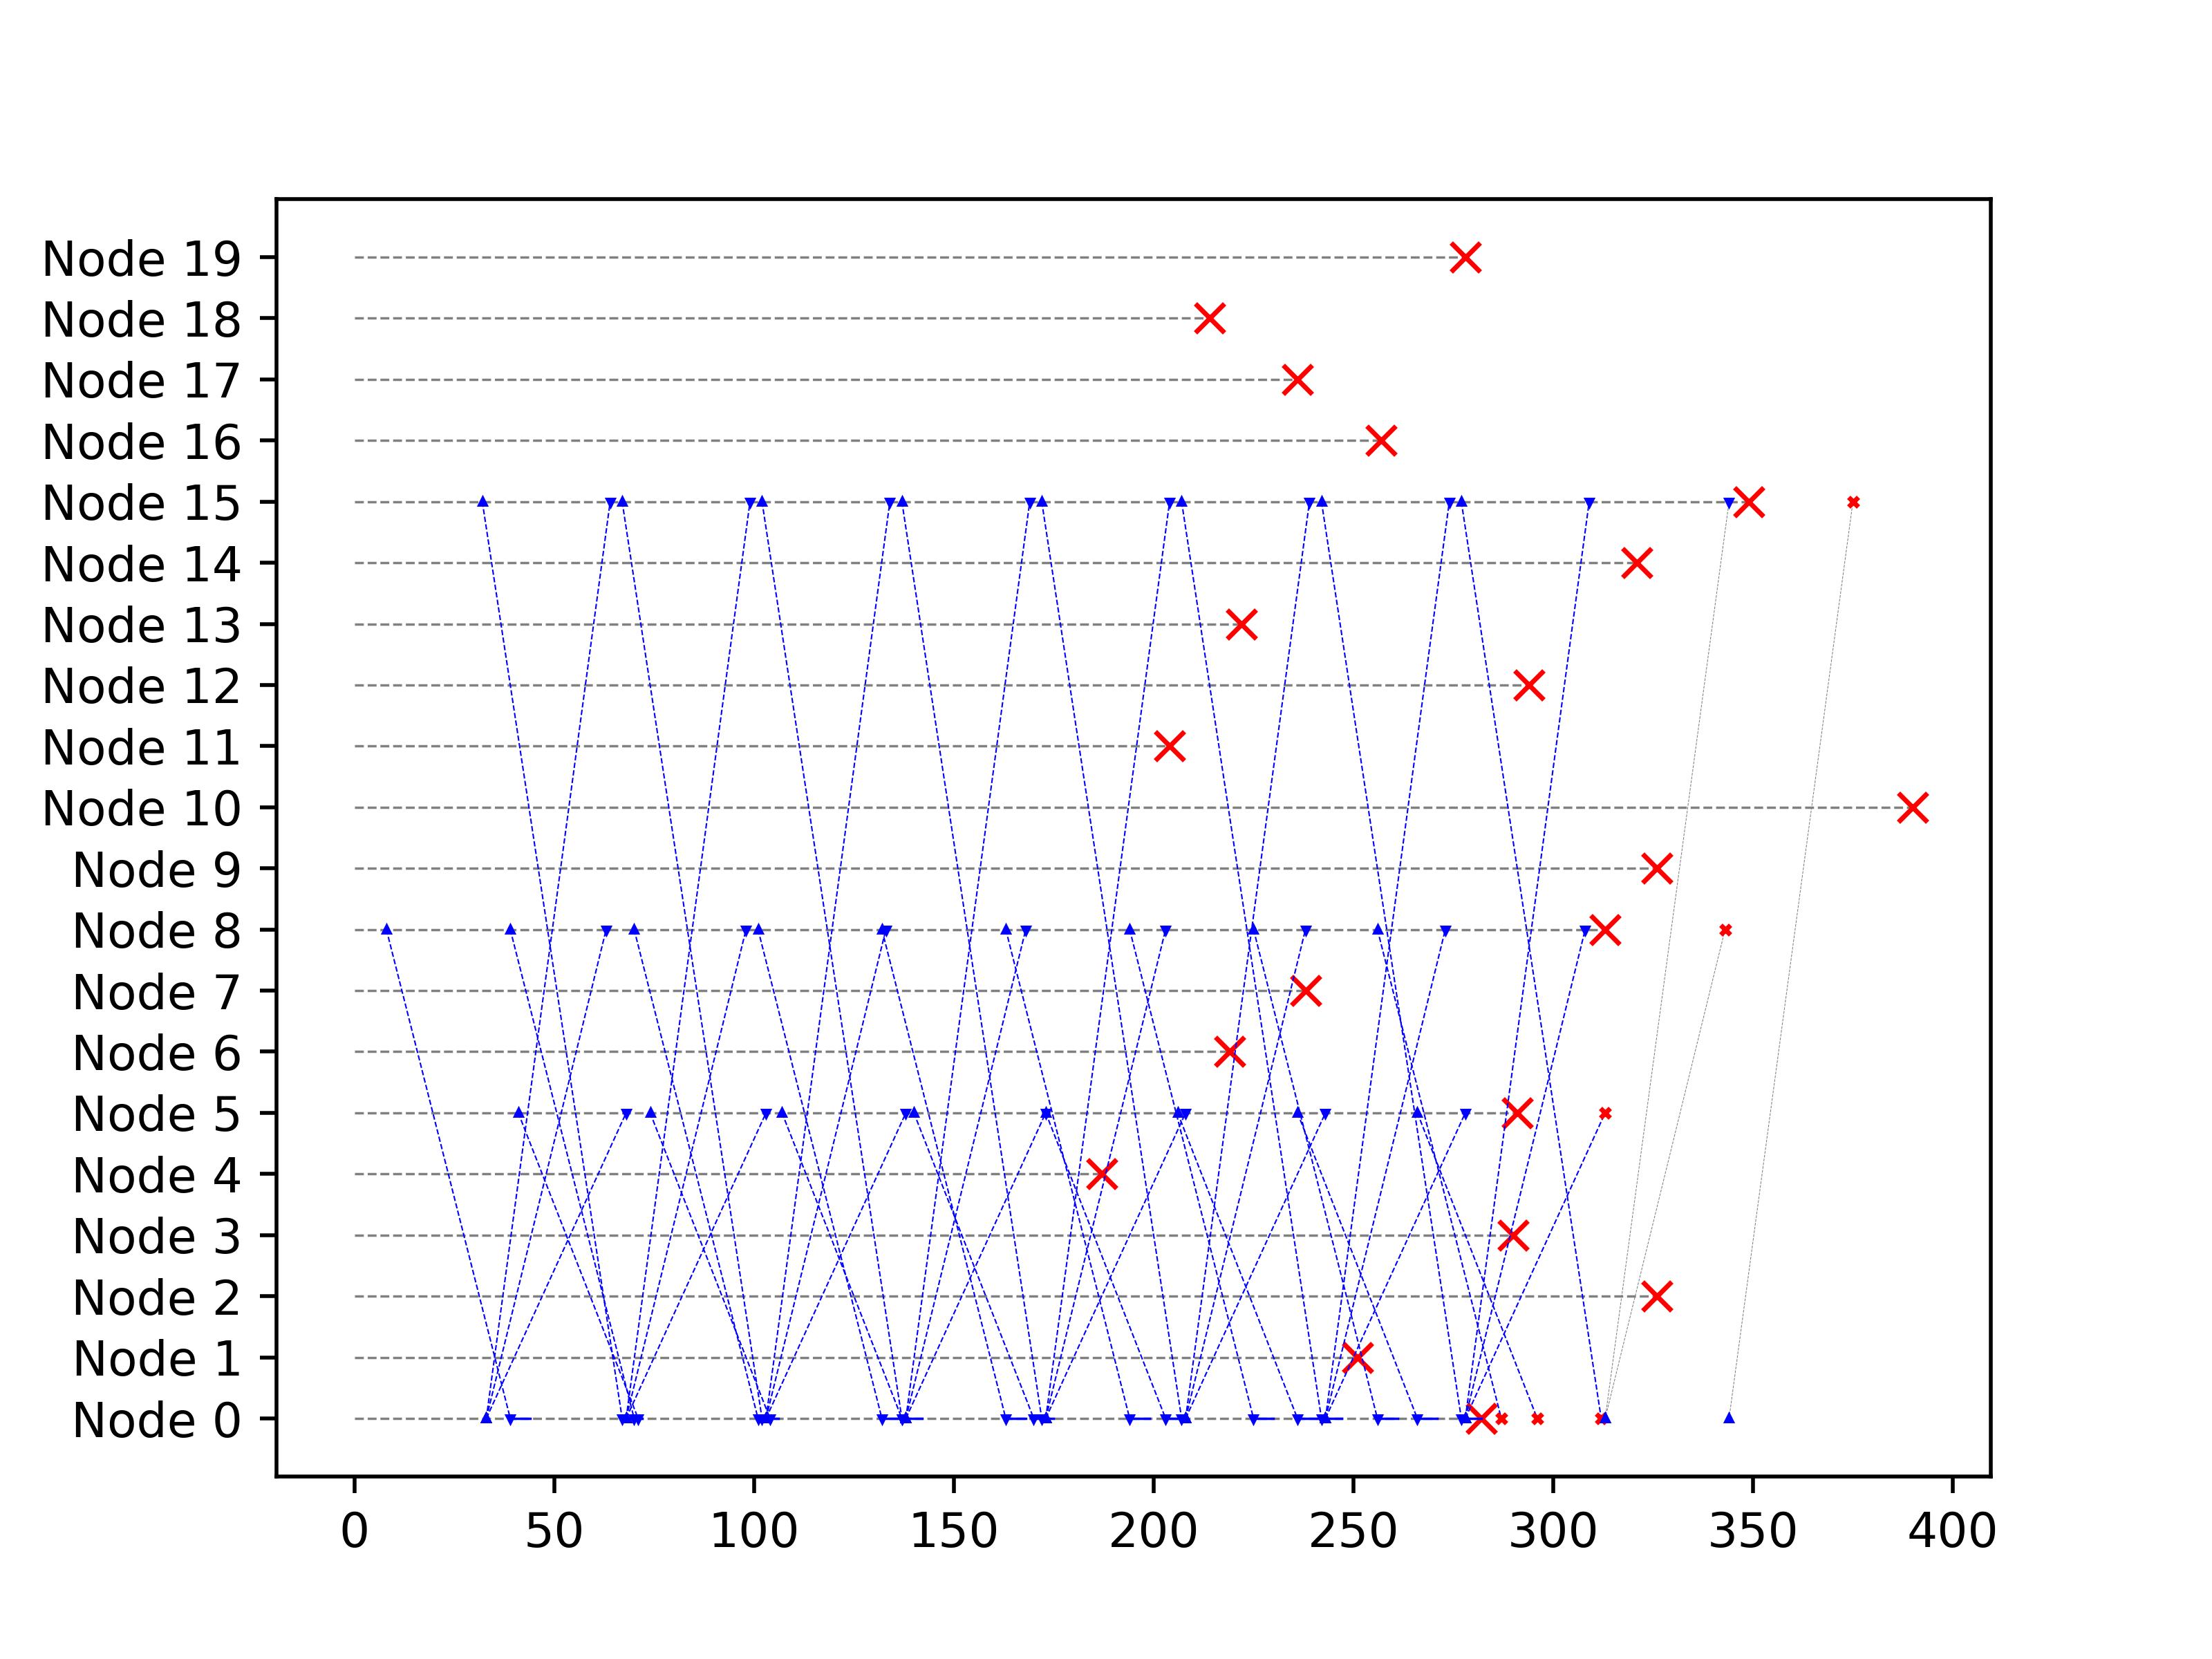 Node 19
Node 18
Node 17
Node 16
Node 15
Node 14
Node 13
Node 12
Node 11
Node 10
Node 9
Node 8
Node 7
Node 6
Node 5
Node 4
Node 3
Node 2
Node 1
Node 0
0 50 100 150 200 250 300 350 400